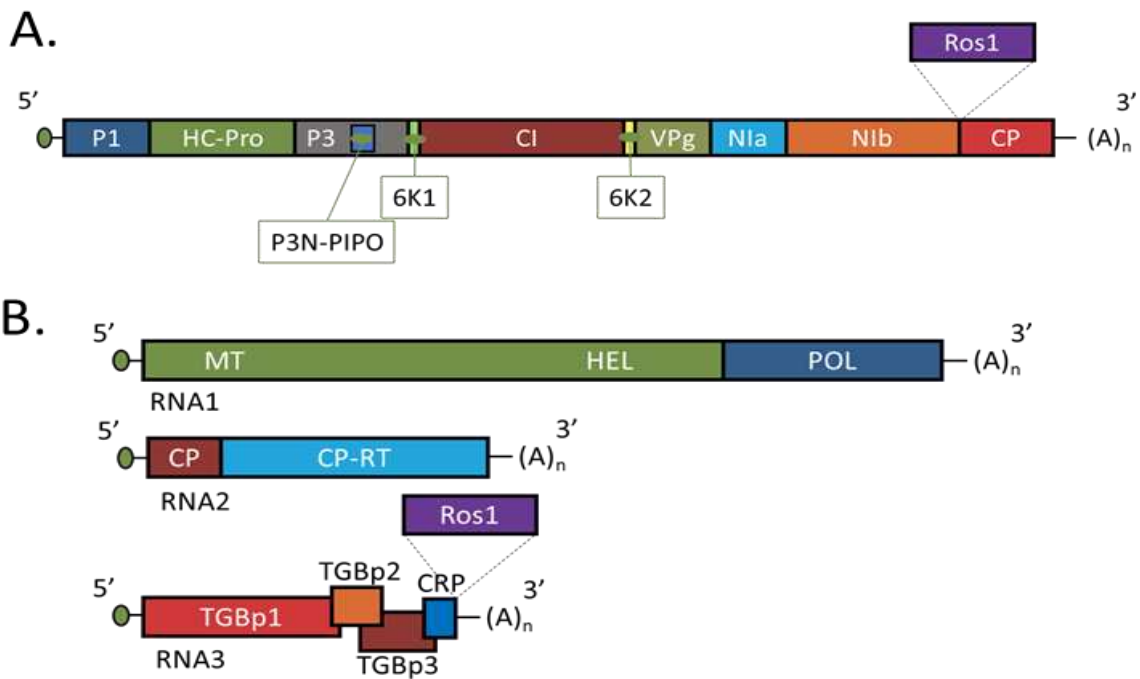 A.
Ros1
5’ 3’
P1 HC-Pro P3 CI VPg NIa NIb CP (A)n
6K1 6K2
P3N-PIPO
B.
5’ 3’
MT HEL POL (A)n
RNA1
5’ 3’
CP CP-RT (A)n
RNA2
Ros1
TGBp2 CRP
5’ 3’
TGBp1 (A)n
RNA3 TGBp3